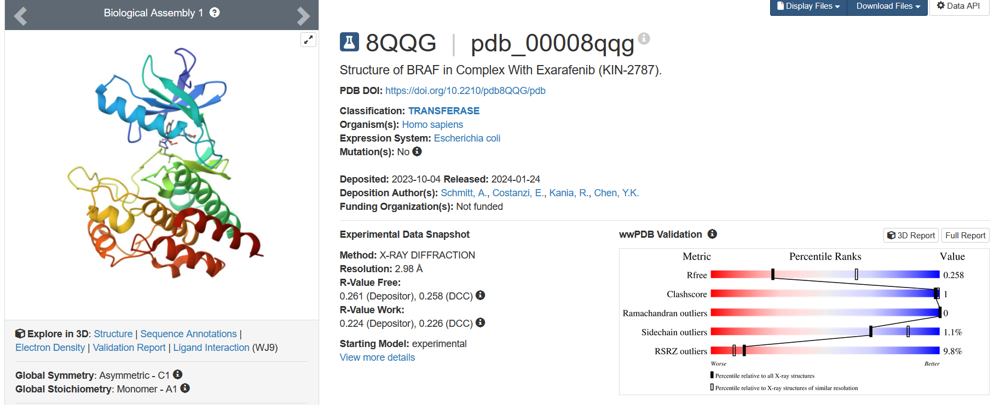 Biological Assembly 1
Display Files
Download Files
Data API
8QQG | pdb_00008qqg
Structure of BRAF in Complex With Exarafenib (KIN-2787).
PDB DOI: https://doi.org/10.2210/pdb8QQG/pdb
Classification: TRANSFERASE
Organism(s): Homo sapiens
Expression System: Escherichia coli
Mutation(s): No
Deposited: 2023-10-04 Released: 2024-01-24
Deposition Author(s): Schmitt, A., Costanzi, E., Kania, R., Chen, Y.K.
Funding Organization(s): Not funded
Experimental Data Snapshot
Method: X-RAY DIFFRACTION
Resolution: 2.98 Å
R-Value Free:
0.261 (Depositor), 0.258 (DCC)
R-Value Work:
0.224 (Depositor), 0.226 (DCC)
Starting Model: experimental
View more details
wwPDB Validation
3D Report
Full Report
Metric Percentile Ranks Value
Rfree 0.258
Clashscore 1
Ramachandran outliers 0
Sidechain outliers 1.1%
RSRZ outliers 9.8%
Worse Better
Percentile relative to all X-ray structures
Percentile relative to X-ray structures of similar resolution
Explore in 3D: Structure | Sequence Annotations |
Electron Density | Validation Report | Ligand Interaction (WJ9)
Global Symmetry: Asymmetric - C1
Global Stoichiometry: Monomer - A1